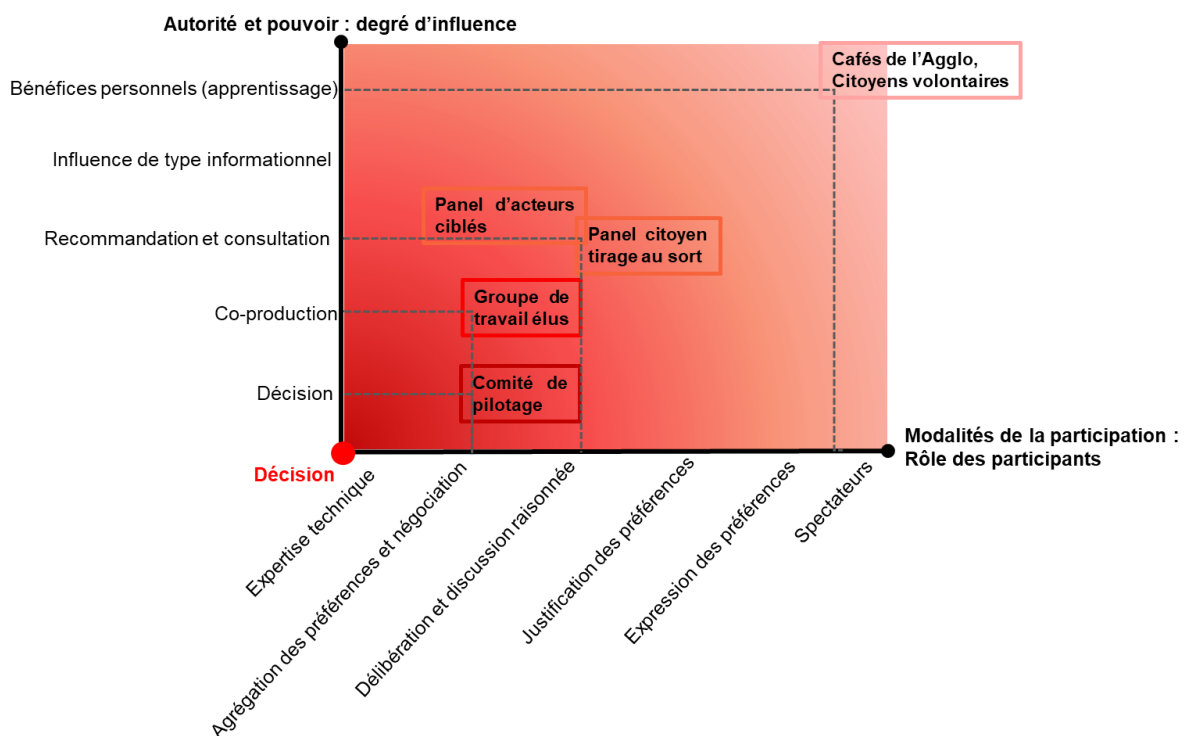 Autorité et pouvoir : degré d’influence
Cafés de l’Agglo,
Citoyens volontaires
Bénéfices personnels (apprentissage)
Influence de type informationnel
Panel d’acteurs
ciblés
Recommandation et consultation
Panel citoyen
tirage au sort
Groupe de
travail élus
Co-production
Comité de
pilotage
Décision
Modalités de la participation :
Rôle des participants
Décision
Expertise technique
Agrégation des préférences et négociation
Délibération et discussion raisonnée
Justification des préférences
Expression des préférences
Spectateurs